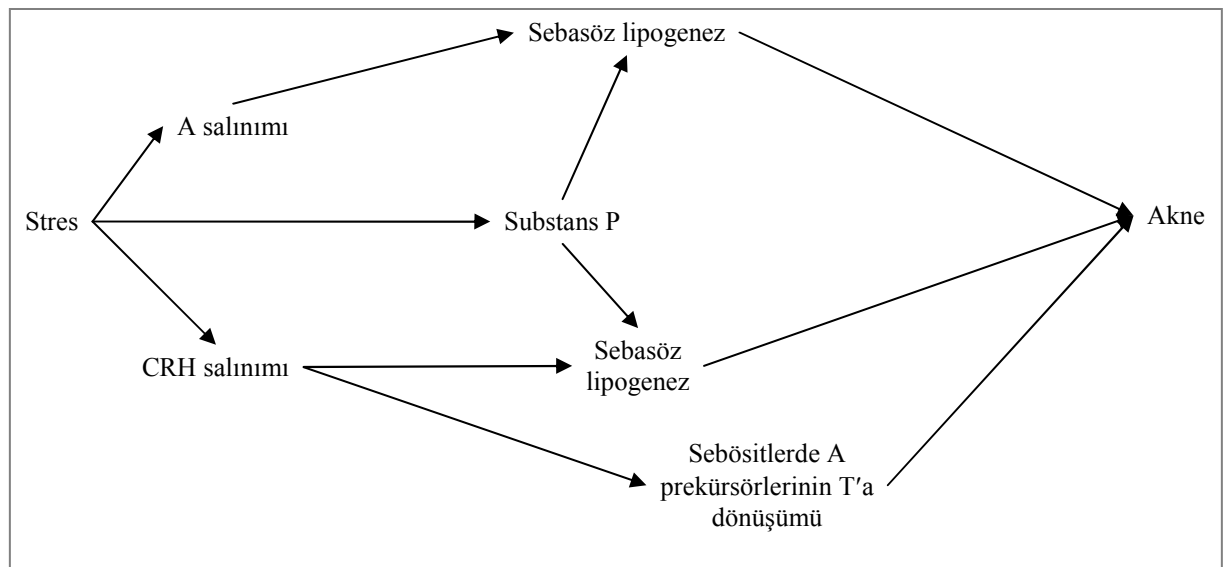 Sebasöz lipogenez
A salınımı
Stres
Substans P
Akne
CRH salınımı
Sebasöz
lipogenez
Sebösitlerde A
prekürsörlerinin T'a
dönüşümü